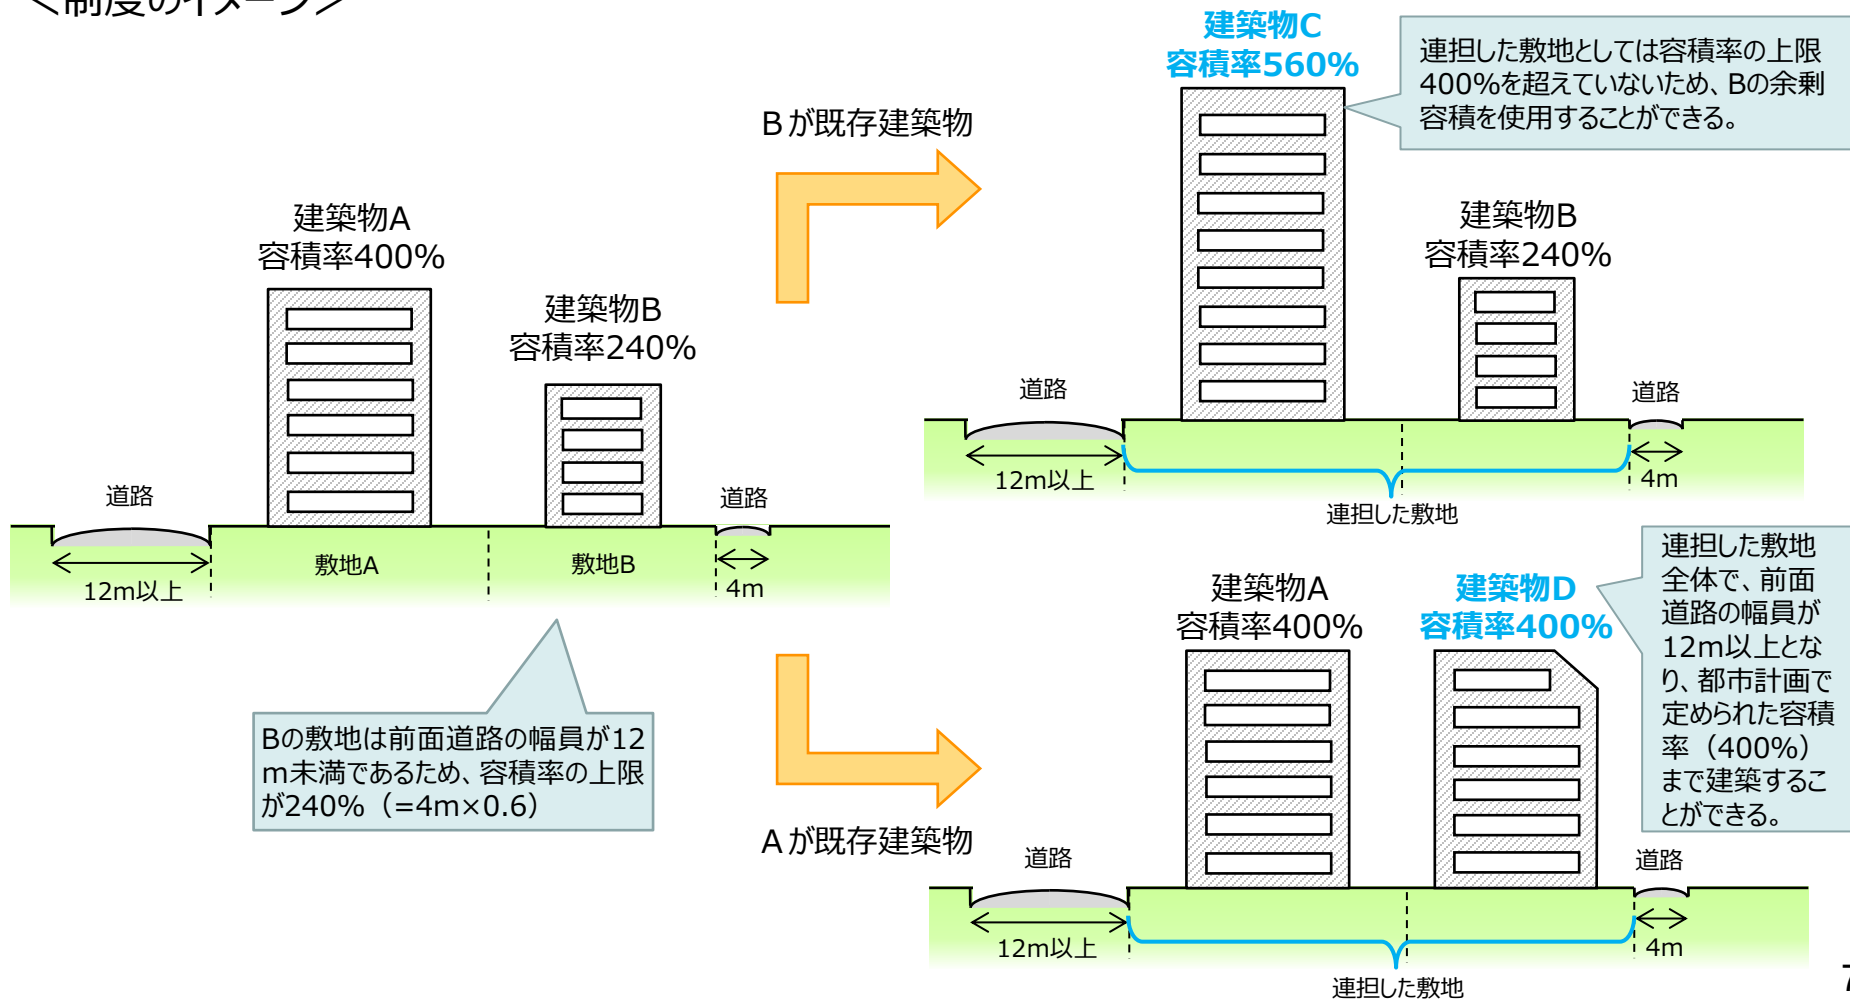 <制度のイメージ>
建築物A
容積率400%
建築物B
容積率240%
道路
道路
12m以上
敷地A
敷地B
4m
Bの敷地は前面道路の幅員が12
m未満であるため、容積率の上限
が240%（=4m×0.6）
Bが既存建築物
建築物C
容積率560%
連担した敷地としては容積率の上限
400%を超えていないため、Bの余剰
容積を使用することができる。
建築物B
容積率240%
道路
道路
12m以上
4m
連担した敷地
Aが既存建築物
建築物A
容積率400%
建築物D
容積率400%
連担した敷地
全体で、前面
道路の幅員が
12m以上とな
り、都市計画で
定められた容積
率（400%）
まで建築するこ
とができる。
道路
道路
12m以上
4m
連担した敷地
7